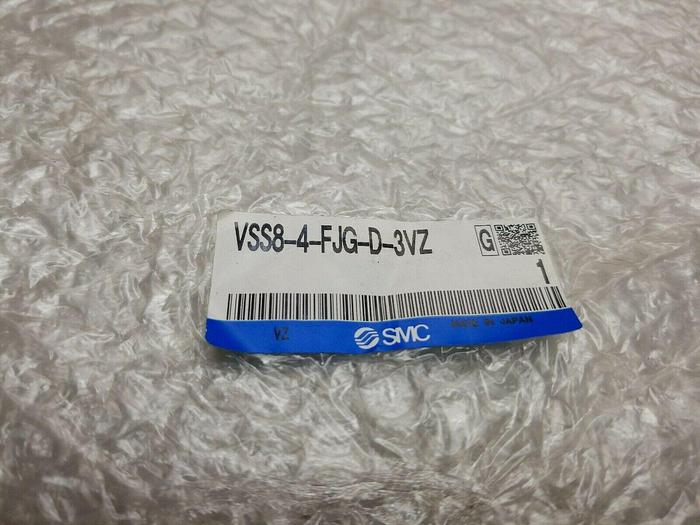 VSS8-4-FJG-D-3VZ
G
1
VZ
SMC
MADE IN JAPAN